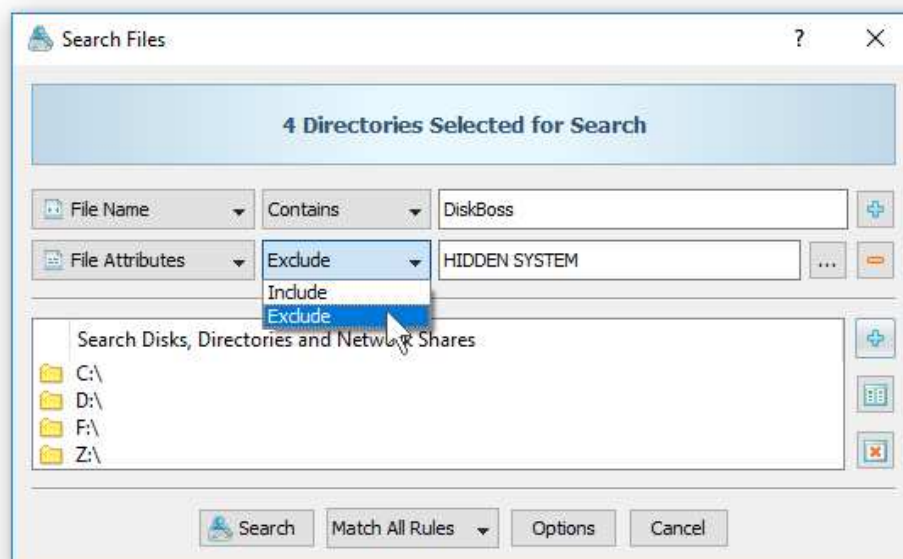 Search Files ?
4 Directories Selected for Search
File Name Contains DiskBoss
File Attributes Exclude HIDDEN SYSTEM ...
Include
Exclude
Search Disks, Directories and Network Shares
C:\
D:\
F:\
Z:\
Search Match All Rules Options Cancel